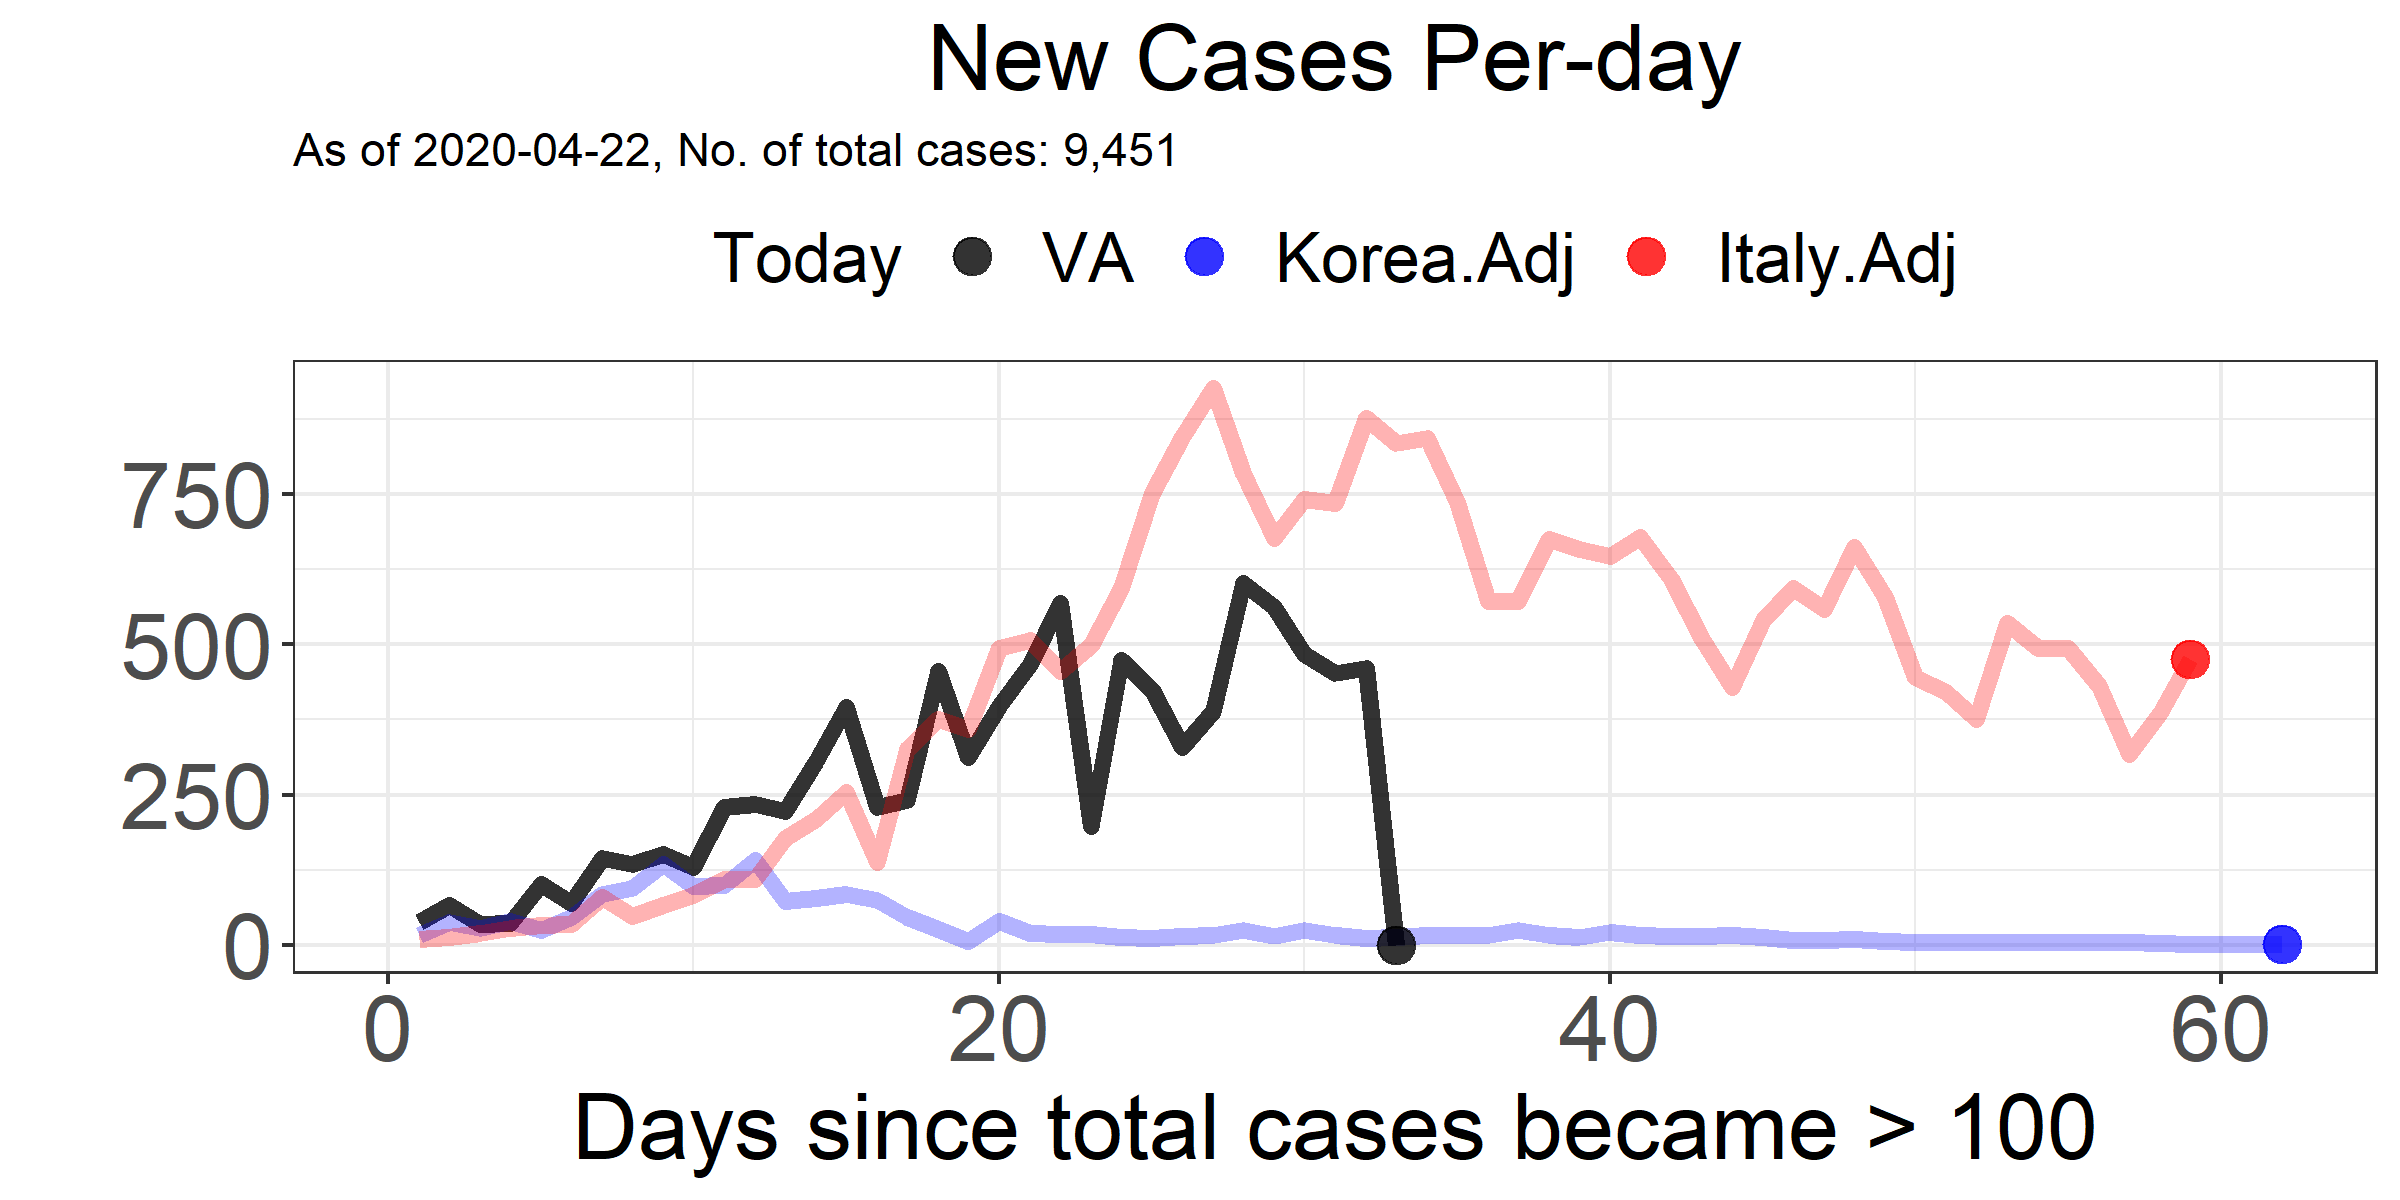 New Cases Per-day
As of 2020-04-22, No. of total cases: 9,451
Today VA Korea.Adj Italy.Adj
750
500
250
0
0 20 40 60
Days since total cases became > 100